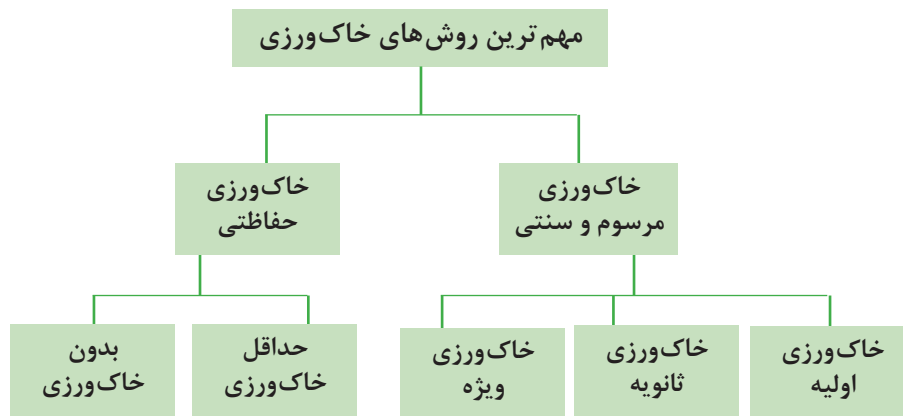 مهم ترین روش‌های خاک‌ورزی
خاک‌ورزی
مرسوم و سنتی
خاک‌ورزی
حفاظتی
خاک‌ورزی
اولیه
خاک‌ورزی
ثانویه
خاک‌ورزی
ویژه
حداقل
خاک‌ورزی
بدون
خاک‌ورزی